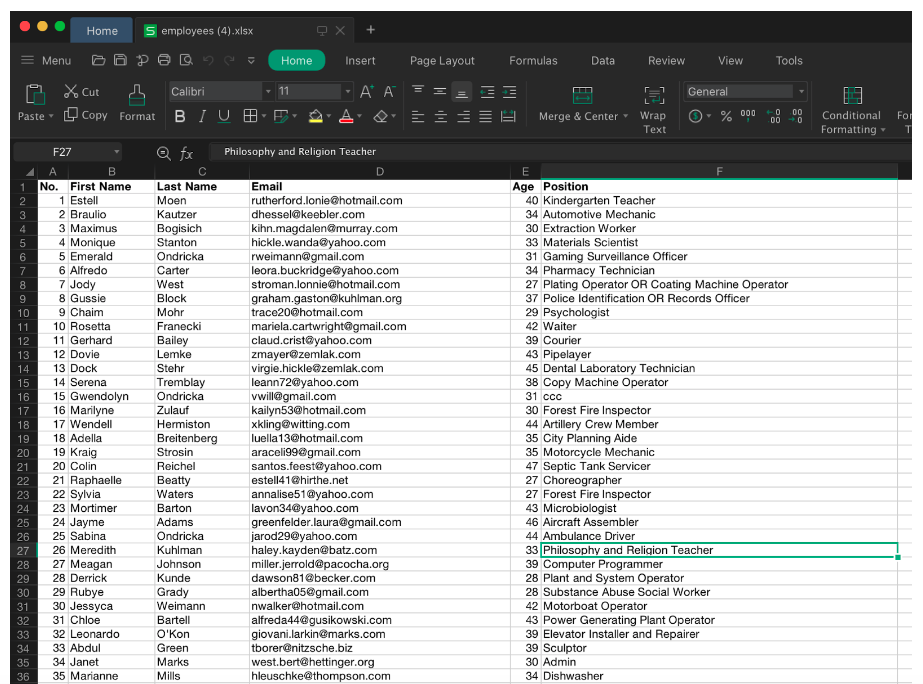 Home employees (4).xlsx
Menu Home Insert Page Layout Formulas Data Review View Tools
Cut Calibri 11 A+ A- General
Paste Copy Format B I U A Merge & Center Wrap Text % 000 Conditional Formatting
F27 fx Philosophy and Religion Teacher
A B C D E F
1 No. First Name Last Name Email Age Position
2 1 Estell Moen rutherford.lonie@hotmail.com 40 Kindergarten Teacher
3 2 Braulio Kautzer dhessel@keebler.com 34 Automotive Mechanic
4 3 Maximus Bogisich kihn.magdalen@murray.com 30 Extraction Worker
5 4 Monique Stanton hickle.wanda@yahoo.com 33 Materials Scientist
6 5 Emerald Ondricka rweimann@gmail.com 31 Gaming Surveillance Officer
7 6 Alfredo Carter leora.buckridge@yahoo.com 34 Pharmacy Technician
8 7 Jody West stroman.lonnie@hotmail.com 27 Plating Operator OR Coating Machine Operator
9 8 Gussie Block graham.gaston@kuhlman.org 37 Police Identification OR Records Officer
10 9 Chaim Mohr trace20@hotmail.com 29 Psychologist
11 10 Rosetta Franecki mariela.cartwright@gmail.com 42 Waiter
12 11 Gerhard Bailey claud.crist@yahoo.com 39 Courier
13 12 Dovie Lemke zmayer@zemlak.com 43 Pipelayer
14 13 Dock Stehr virgie.hickle@zemlak.com 45 Dental Laboratory Technician
15 14 Serena Tremblay leann72@yahoo.com 38 Copy Machine Operator
16 15 Gwendolyn Ondricka vwill@gmail.com 31 ccc
17 16 Marilyne Zulauf kailyn53@hotmail.com 30 Forest Fire Inspector
18 17 Wendell Hermiston xkling@witting.com 44 Artillery Crew Member
19 18 Adella Breitenberg luella13@hotmail.com 35 City Planning Aide
20 19 Kraig Strosin araceli99@gmail.com 35 Motorcycle Mechanic
21 20 Colin Reichel santos.feest@yahoo.com 47 Septic Tank Servicer
22 21 Raphaelle Beatty estell41@hirthe.net 27 Choreographer
23 22 Sylvia Waters annalise51@yahoo.com 27 Forest Fire Inspector
24 23 Mortimer Barton lavon34@yahoo.com 43 Microbiologist
25 24 Jayme Adams greenfelder.laura@gmail.com 46 Aircraft Assembler
26 25 Sabina Ondricka jarod29@yahoo.com 44 Ambulance Driver
27 26 Meredith Kuhlman haley.kayden@batz.com 33 Philosophy and Religion Teacher
28 27 Meagan Johnson miller.jerrold@pacocha.org 39 Computer Programmer
29 28 Derrick Kunde dawson81@becker.com 28 Plant and System Operator
30 29 Rubye Grady albertha05@gmail.com 28 Substance Abuse Social Worker
31 30 Jessyca Weimann nwalker@hotmail.com 42 Motorboat Operator
32 31 Chloe Bartell alfreda44@gusikowski.com 43 Power Generating Plant Operator
33 32 Leonardo O'Kon giovani.larkin@marks.com 39 Elevator Installer and Repairer
34 33 Abdul Green tborer@nitzsche.biz 39 Sculptor
35 34 Janet Marks west.bert@hettinger.org 30 Admin
36 35 Marianne Mills hleuschke@thompson.com 34 Dishwasher